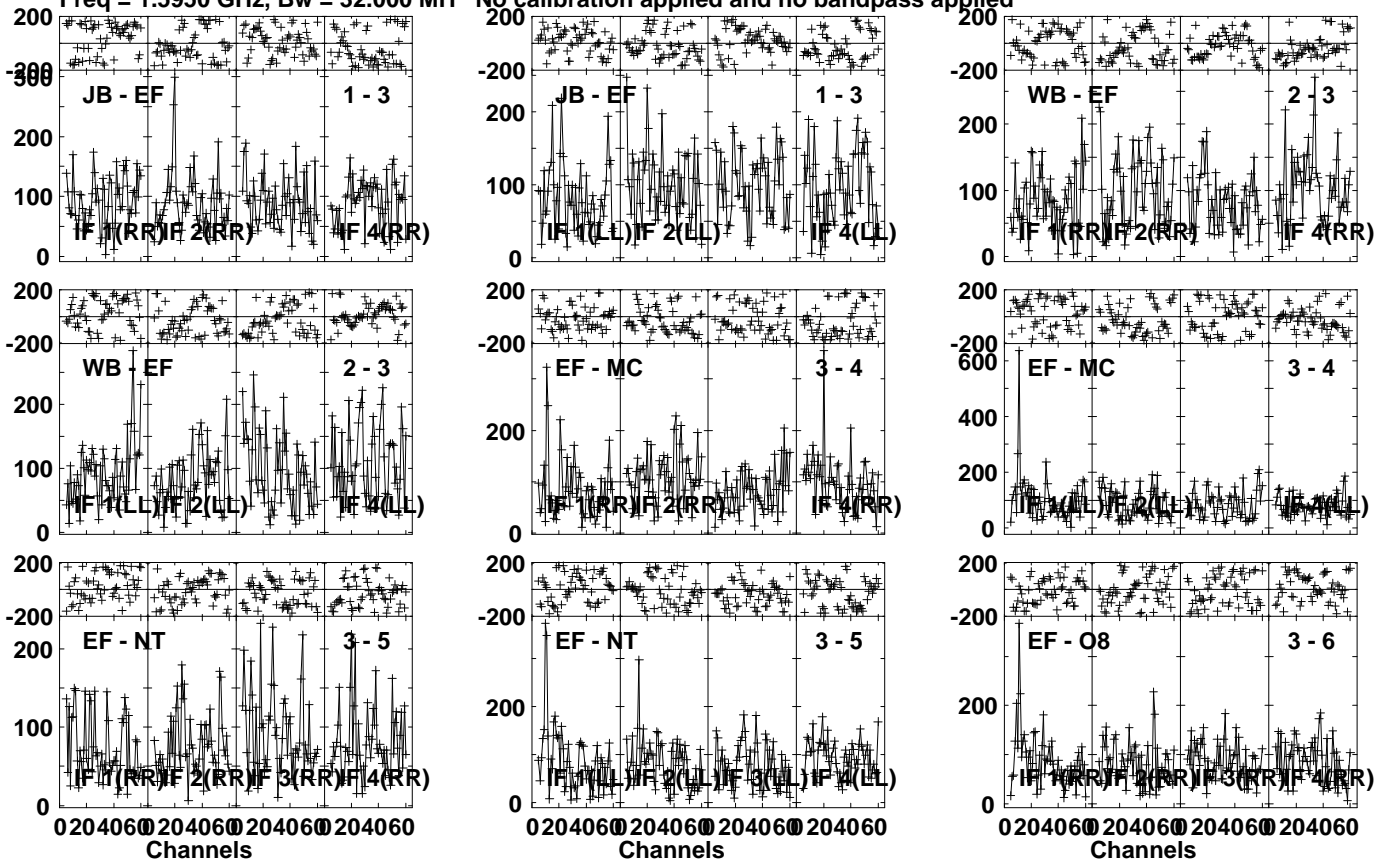 Freq = 1.5950 GHz, Bw = 32.000 MH No calibration applied and no bandpass applied
200 200 200
-200 -200 -200
300
JB - EF 1 - 3 JB - EF 1 - 3 WB - EF 2 - 3
200 200 200
100 100 100
IF 1(RR) IF 2(RR) IF 4(RR) IF 1(LL) IF 2(LL) IF 4(LL) IF 1(RR) IF 2(RR) IF 4(RR)
0 0 0
200 200 200
-200 -200 -200
600
WB - EF 2 - 3 EF - MC 3 - 4 EF - MC 3 - 4
200 200 400
100 200
IF 1(LL) IF 2(LL) IF 4(LL) IF 1(RR) IF 2(RR) IF 4(RR) IF 1(LL) IF 2(LL) IF 4(LL)
0 0 0
200 200 200
-200 -200 -200
EF - NT 3 - 5 EF - NT 3 - 5 EF - O8 3 - 6
200 200 200
100
IF 1(RR) IF 2(RR) IF 3(RR) IF 4(RR) IF 1(LL) IF 2(LL) IF 3(LL) IF 4(LL) IF 1(RR) IF 2(RR) IF 3(RR) IF 4(RR)
0 0 0
0 20 40 60 0 20 40 60 0 20 40 60 0 20 40 60 0 20 40 60 0 20 40 60 0 20 40 60 0 20 40 60 0 20 40 60 0 20 40 60 0 20 40 60 0 20 40 60
Channels Channels Channels